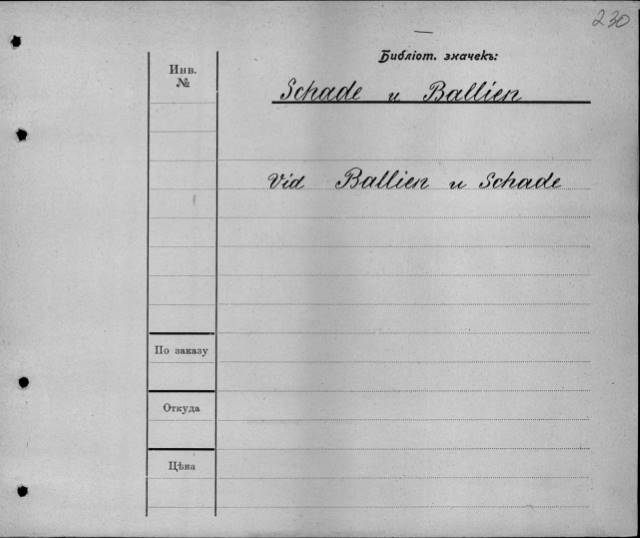 230
Библіот. значекъ:
Инв.
№
Schade u Ballien
Vid Ballien u Schade
По заказу
Откуда
Цѣна